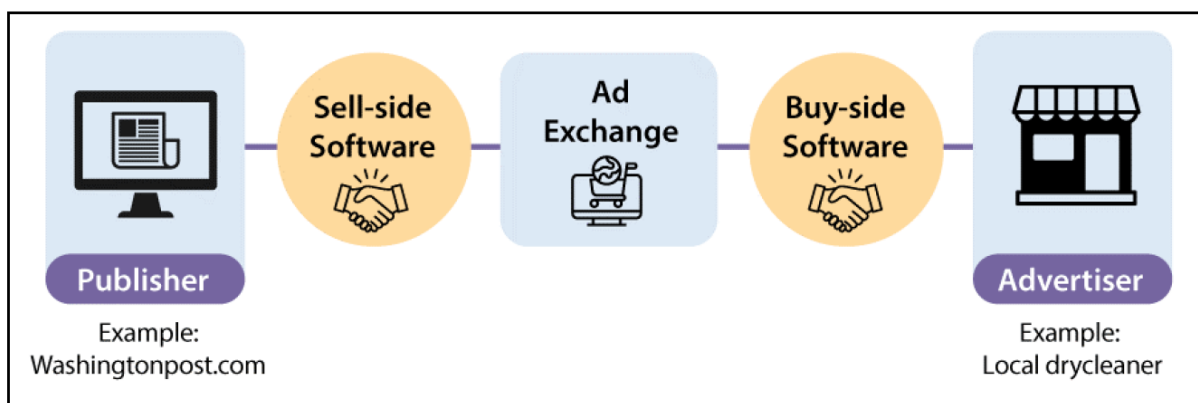 Sell-side
Software
Ad
Exchange
Buy-side
Software
Publisher
Advertiser
Example:
Washingtonpost.com
Example:
Local drycleaner